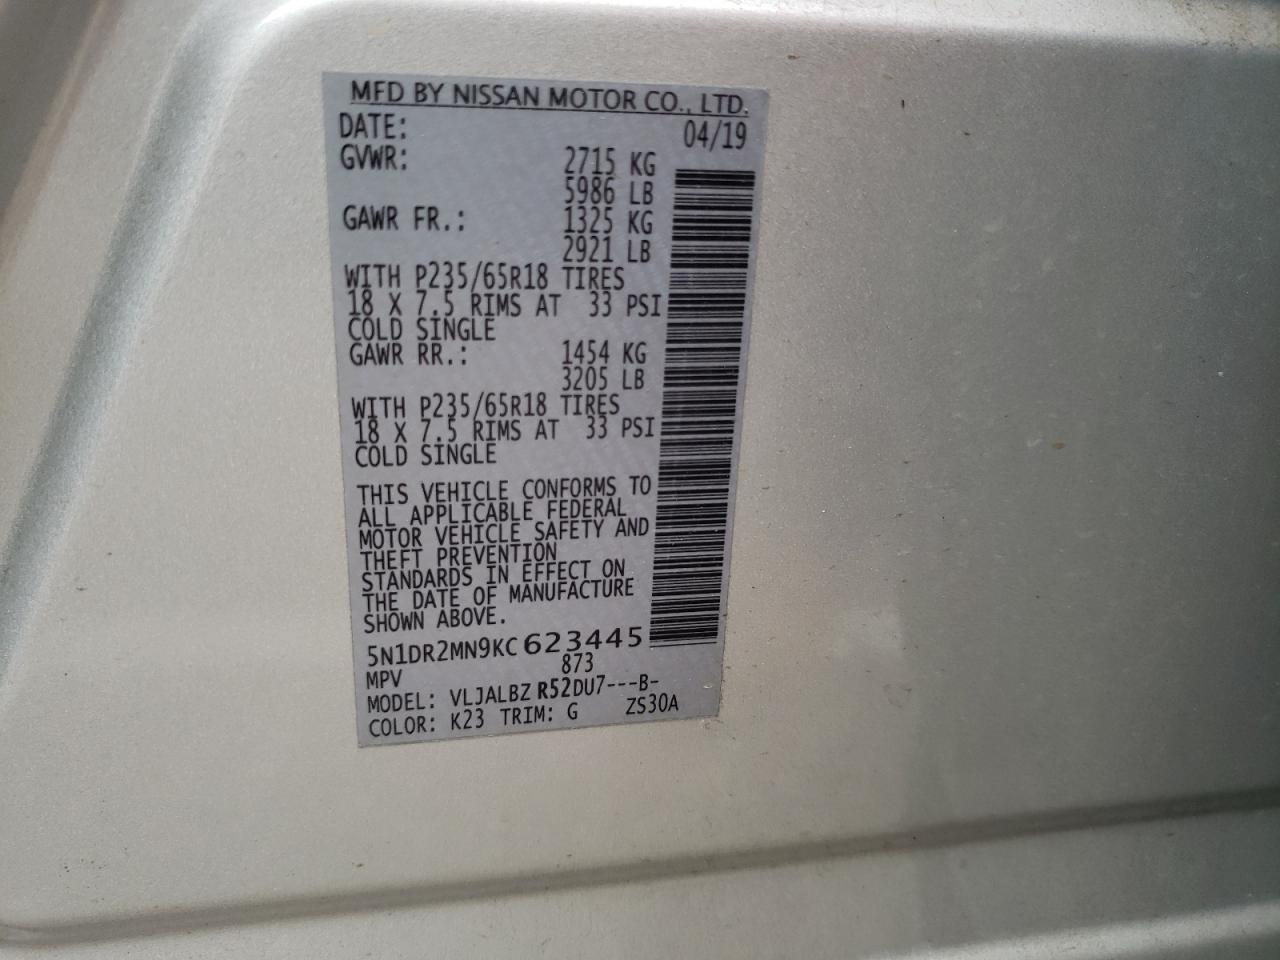 MFD BY NISSAN MOTOR CO., LTD.
DATE: 04/19
GVWR: 2715 KG
5986 LB
GAWR FR.: 1325 KG
2921 LB
WITH P235/65R18 TIRES
18 X 7.5 RIMS AT 33 PSI
COLD SINGLE
GAWR RR.: 1454 KG
3205 LB
WITH P235/65R18 TIRES
18 X 7.5 RIMS AT 33 PSI
COLD SINGLE
THIS VEHICLE CONFORMS TO
ALL APPLICABLE FEDERAL
MOTOR VEHICLE SAFETY AND
THEFT PREVENTION
STANDARDS IN EFFECT ON
THE DATE OF MANUFACTURE
SHOWN ABOVE.
5N1DR2MN9KC623445
MPV 873
MODEL: VLJALBZ R52DU7---B-
COLOR: K23 TRIM: G ZS30A